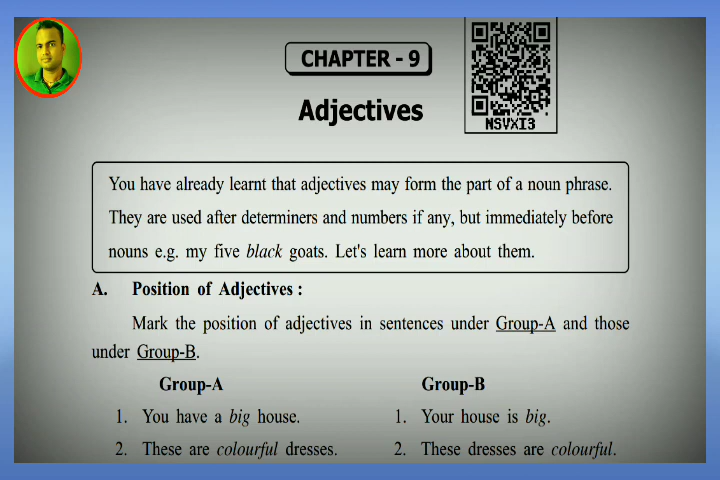 CHAPTER - 9
NSVXI3
Adjectives
You have already learnt that adjectives may form the part of a noun phrase.
They are used after determiners and numbers if any, but immediately before
nouns e.g. my five black goats. Let's learn more about them.
A. Position of Adjectives :
Mark the position of adjectives in sentences under Group-A and those
under Group-B.
Group-A Group-B
1. You have a big house. 1. Your house is big.
2. These are colourful dresses. 2. These dresses are colourful.